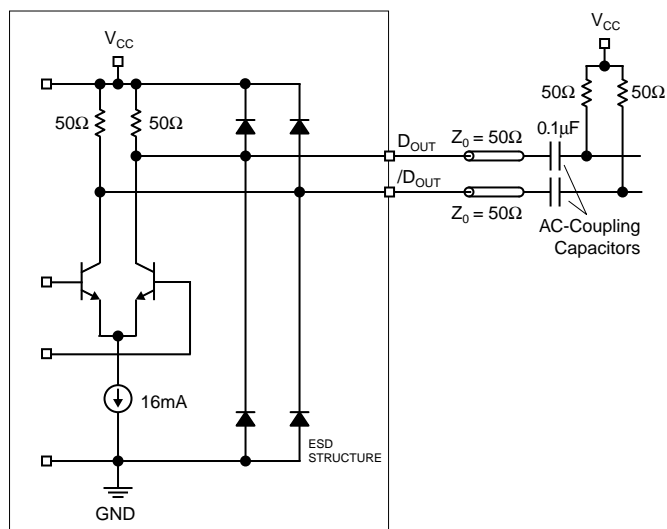 VCC
VCC
50Ω
50Ω
50Ω
50Ω
0.1μF
DOUT
Z0 = 50Ω
/DOUT
Z0 = 50Ω
AC-Coupling
Capacitors
16mA
ESD
STRUCTURE
GND